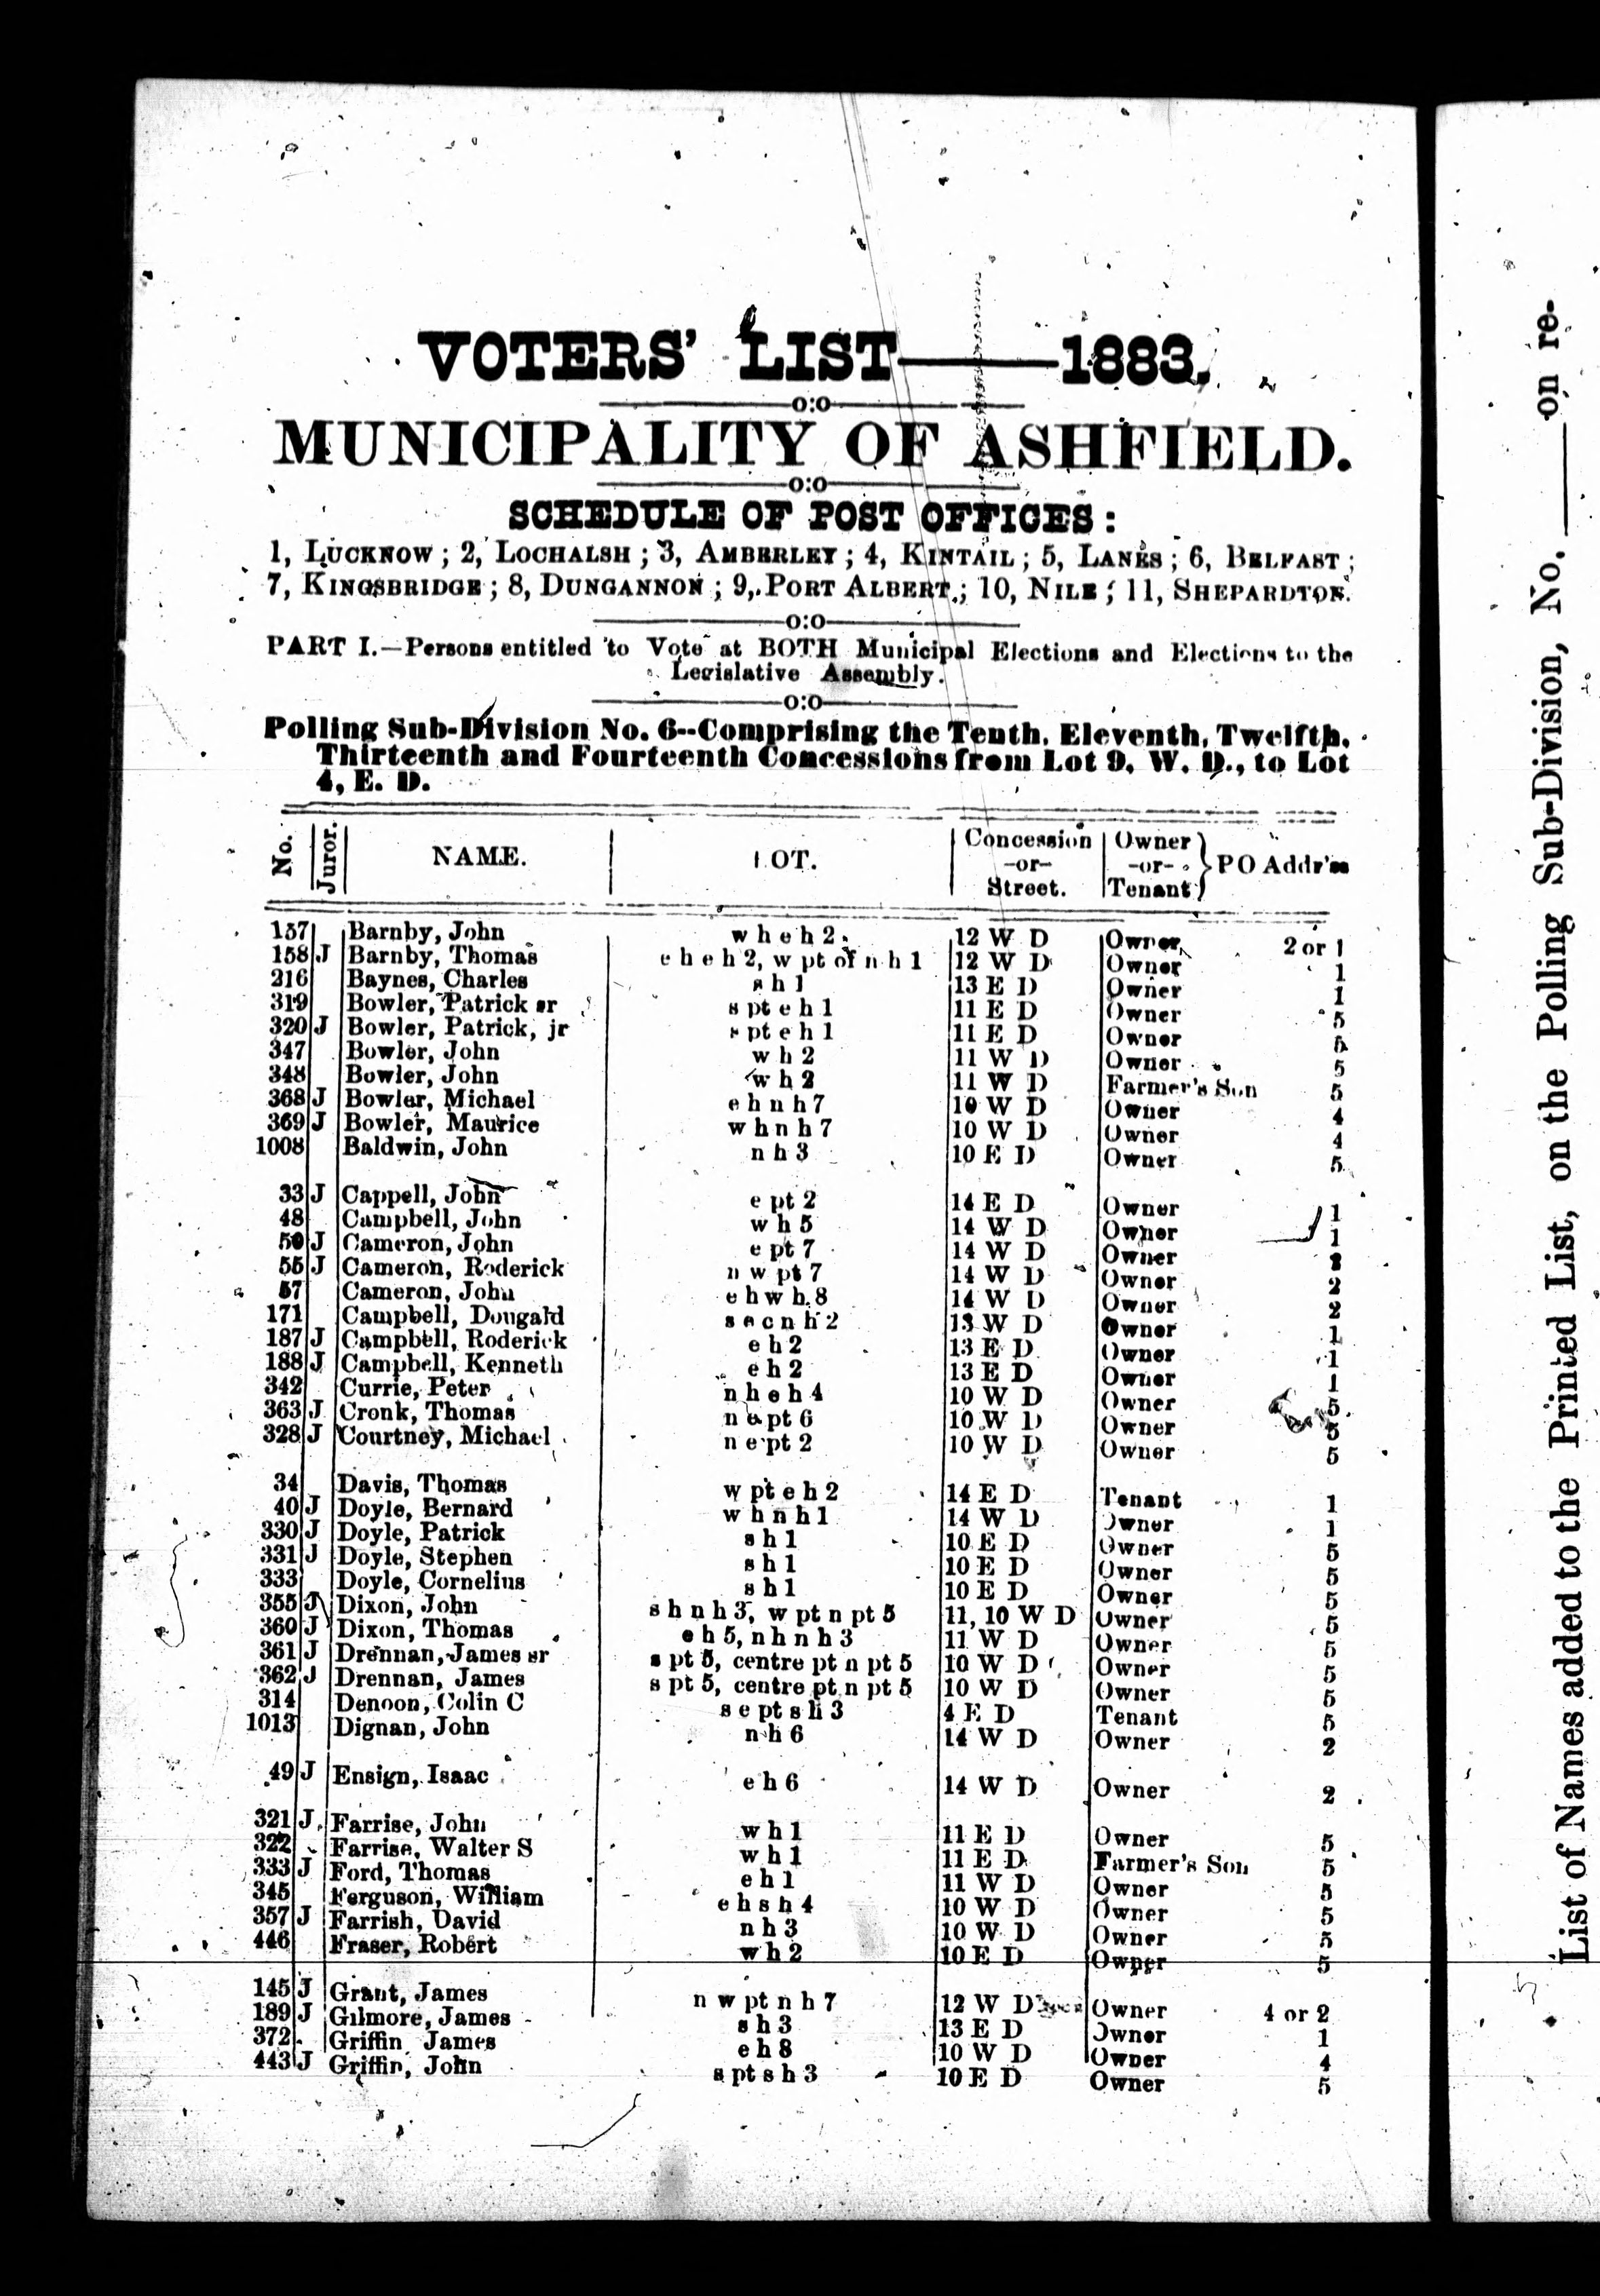 VOTERS' LIST——1883.
o:o
MUNICIPALITY OF ASHFIELD.
o:o
SCHEDULE OF POST OFFICES:
1, LUCKNOW; 2, LOCHALSH; 3, AMBERLEY; 4, KINTAIL; 5, LANES; 6, BELFAST;
7, KINGSBRIDGE; 8, DUNGANNON; 9, PORT ALBERT; 10, NILE; 11, SHEPARDTON.
o:o
PART I.—Persons entitled to Vote at BOTH Municipal Elections and Elections to the
Legislative Assembly.
o:o
Polling Sub-Division No. 6--Comprising the Tenth, Eleventh, Twelfth,
Thirteenth and Fourteenth Concessions from Lot 9, W. D., to Lot
4, E. D.
No. Juror. NAME. LOT. Concession -or- Street. Owner -or- Tenant } PO Addr'ss
157 Barnby, John w h e h 2 12 W D Owner 2 or 1
158 J Barnby, Thomas e h e h 2, w pt of n h 1 12 W D Owner 1
216 Baynes, Charles s h 1 13 E D Owner 1
319 Bowler, Patrick sr s pt e h 1 11 E D Owner 5
320 J Bowler, Patrick, jr s pt e h 1 11 E D Owner 5
347 Bowler, John w h 2 11 W D Owner 5
348 Bowler, John w h 2 11 W D Farmer's Son 5
368 J Bowler, Michael e h n h 7 10 W D Owner 4
369 J Bowler, Maurice w h n h 7 10 W D Owner 4
1008 Baldwin, John n h 3 10 E D Owner 5
33 J Cappell, John e pt 2 14 E D Owner 1
48 Campbell, John w h 5 14 W D Owner 1
50 J Cameron, John e pt 7 14 W D Owner
55 J Cameron, Roderick n w pt 7 14 W D Owner 2
57 Cameron, John e h w h 8 14 W D Owner 2
171 Campbell, Dougald n h 2 13 W D Owner 1
187 J Campbell, Roderick e h 2 13 E D Owner 1
188 J Campbell, Kenneth e h 2 13 E D Owner 1
342 Currie, Peter n h e h 4 10 W D Owner 5
363 J Cronk, Thomas n e pt 6 10 W D Owner 5
328 J Courtney, Michael n e pt 2 10 W D Owner 5
34 Davis, Thomas w pt e h 2 14 E D Tenant 1
40 J Doyle, Bernard w h n h 1 14 W D Owner 1
330 J Doyle, Patrick s h 1 10 E D Owner 5
331 J Doyle, Stephen s h 1 10 E D Owner 5
333 Doyle, Cornelius s h 1 10 E D Owner 5
355 J Dixon, John s h n h 3, w pt n pt 5 11, 10 W D Owner 5
360 J Dixon, Thomas e h 5, n h n h 3 11 W D Owner 5
361 J Drennan, James sr s pt 5, centre pt n pt 5 10 W D Owner 5
362 J Drennan, James s pt 5, centre pt n pt 5 10 W D Owner 5
314 Denoon, Colin C s e pt s h 3 4 E D Tenant 5
1013 Dignan, John n h 6 14 W D Owner 2
49 J Ensign, Isaac e h 6 14 W D Owner 2
321 J Farrise, John w h 1 11 E D Owner 5
322 Farrise, Walter S w h 1 11 E D Farmer's Son 5
333 J Ford, Thomas e h 1 11 W D Owner 5
345 Ferguson, William e h s h 4 10 W D Owner 5
357 J Farrish, David n h 3 10 W D Owner 5
446 Fraser, Robert w h 2 10 E D Owner 5
145 J Grant, James n w pt n h 7 12 W D Owner 4 or 2
189 J Gilmore, James s h 3 13 E D Owner 1
372 Griffin James e h 8 10 W D Owner 4
443 J Griffin, John s pt s h 3 10 E D Owner 5
List of Names added to the Printed List, on the Polling Sub-Division, No. ____ on re-